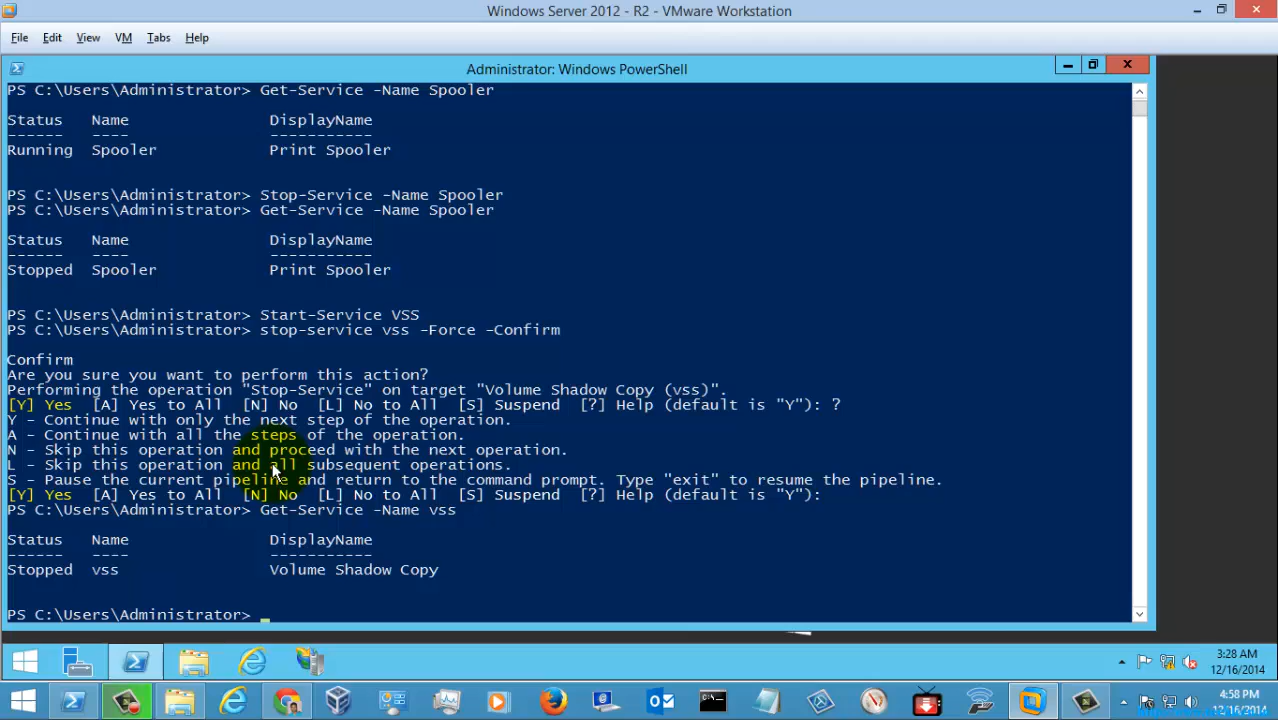 Windows Server 2012 - R2 - VMware Workstation
File Edit View VM Tabs Help
Administrator: Windows PowerShell
PS C:\Users\Administrator> Get-Service -Name Spooler
Status Name DisplayName
------ ---- -----------
Running Spooler Print Spooler
PS C:\Users\Administrator> Stop-Service -Name Spooler
PS C:\Users\Administrator> Get-Service -Name Spooler
Status Name DisplayName
------ ---- -----------
Stopped Spooler Print Spooler
PS C:\Users\Administrator> Start-Service VSS
PS C:\Users\Administrator> stop-service vss -Force -Confirm
Confirm
Are you sure you want to perform this action?
Performing the operation "Stop-Service" on target "Volume Shadow Copy (vss)".
[Y] Yes [A] Yes to All [N] No [L] No to All [S] Suspend [?] Help (default is "Y"): ?
Y - Continue with only the next step of the operation.
A - Continue with all the steps of the operation.
N - Skip this operation and proceed with the next operation.
L - Skip this operation and all subsequent operations.
S - Pause the current pipeline and return to the command prompt. Type "exit" to resume the pipeline.
[Y] Yes [A] Yes to All [N] No [L] No to All [S] Suspend [?] Help (default is "Y"):
PS C:\Users\Administrator> Get-Service -Name vss
Status Name DisplayName
------ ---- -----------
Stopped vss Volume Shadow Copy
PS C:\Users\Administrator> _
3:28 AM
12/16/2014
4:58 PM
12/16/2014